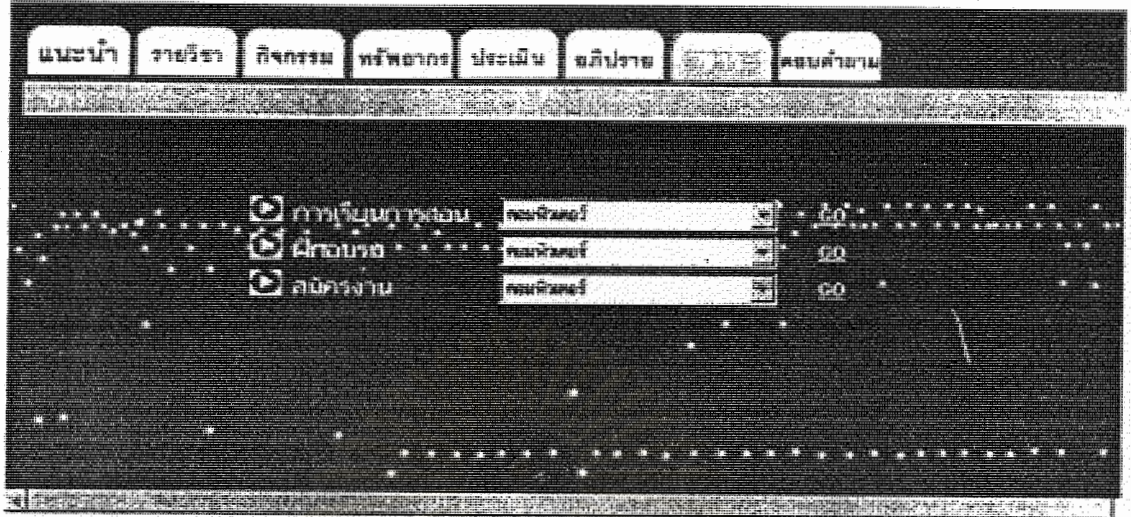 แนะนำ รายวิชา กิจกรรม ทรัพยากร ประเมิน อภิปราย ตอบคำถาม
การเรียนการสอน คอมพิวเตอร์ GO
ฝึกอบรม คอมพิวเตอร์ GO
สมัครงาน คอมพิวเตอร์ GO